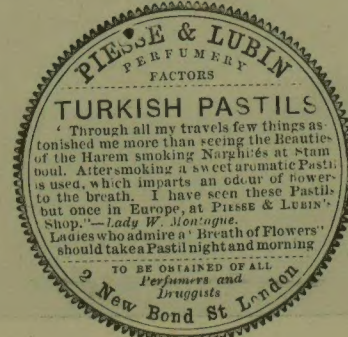 PIESSE & LUBIN
PERFUMERY
FACTORS
TURKISH PASTILS
" Through all my travels few things as-
tonished me more than seeing the Beauties
of the Harem smoking Narghilés at Stam
boul. After smoking a sweet aromatic Pastil
is used, which imparts an odour of flowers
to the breath. I have seen these Pastils
but once in Europe, at PIESSE & LUBIN'S
Shop."—Lady W. Montague.
Ladies who admire a "Breath of Flowers"
should take a Pastil night and morning
TO BE OBTAINED OF ALL
Perfumers and
Druggists
2 New Bond St London